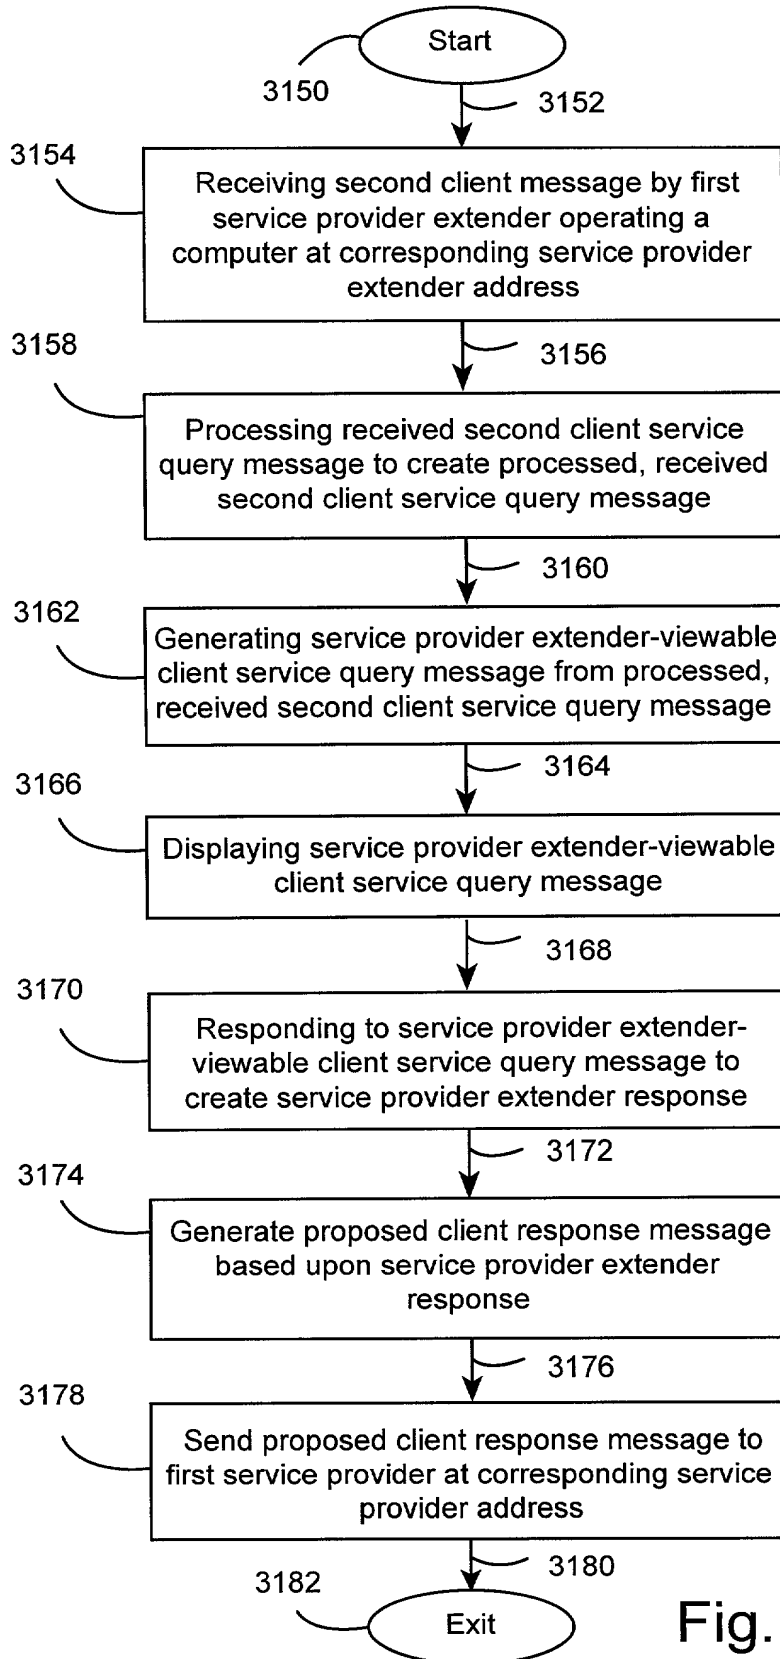 Start
3150
3152
3154
Receiving second client message by first
service provider extender operating a
computer at corresponding service provider
extender address
3156
3158
Processing received second client service
query message to create processed, received
second client service query message
3160
3162
Generating service provider extender-viewable
client service query message from processed,
received second client service query message
3164
3166
Displaying service provider extender-viewable
client service query message
3168
3170
Responding to service provider extender-
viewable client service query message to
create service provider extender response
3172
3174
Generate proposed client response message
based upon service provider extender
response
3176
3178
Send proposed client response message to
first service provider at corresponding service
provider address
3180
3182
Exit
Fig.